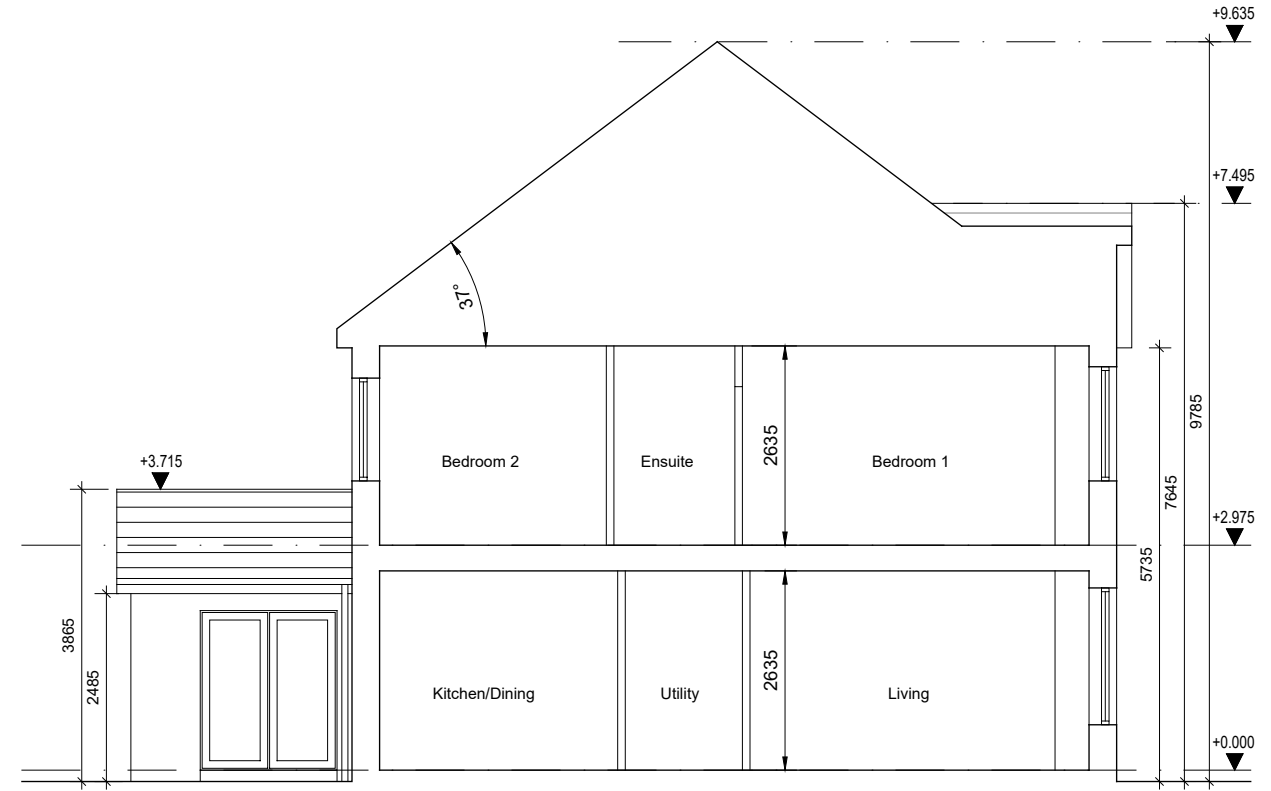 +9.635
+7.495
37°
9785
2635
Bedroom 2
Ensuite
Bedroom 1
+3.715
7645
+2.975
5735
3865
2485
2635
Kitchen/Dining
Utility
Living
+0.000